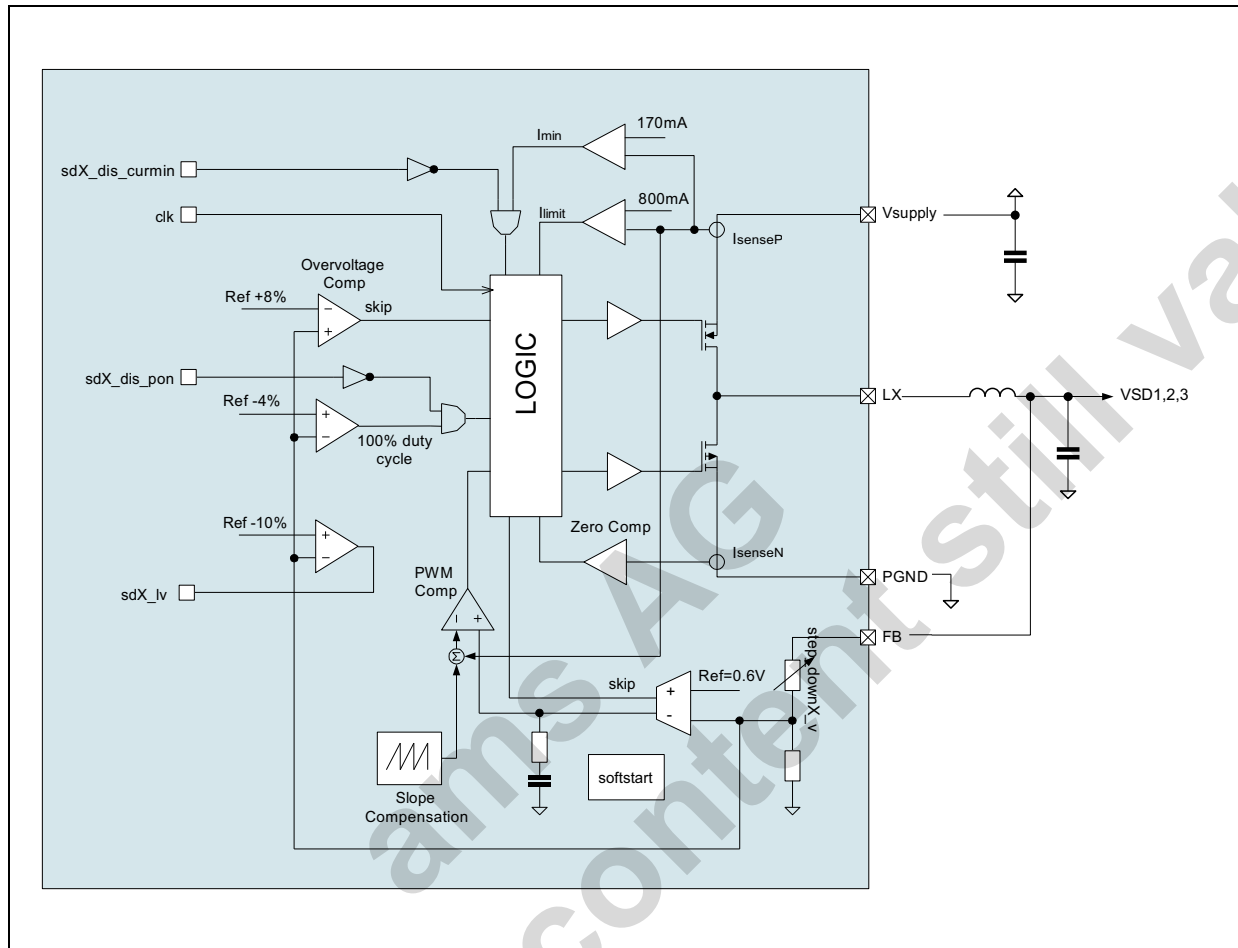 170mA
Imin
sdX_dis_curmin
800mA
clk
Ilimit
Vsupply
IsenseP
Overvoltage
Comp
Ref +8%
skip
LOGIC
sdX_dis_pon
LX
VSD1,2,3
Ref -4%
100% duty
cycle
Ref -10%
Zero Comp
IsenseN
PWM
Comp
PGND
sdX_lv
FB
stepdownX_v
Σ
Ref=0.6V
skip
softstart
Slope
Compensation
ams AG
content still va